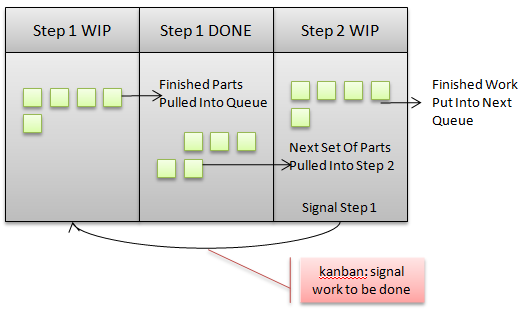 Step 1 WIP
Step 1 DONE
Step 2 WIP
Finished Parts
Pulled Into Queue
Finished Work
Put Into Next
Queue
Next Set Of Parts
Pulled Into Step 2
Signal Step 1
kanban: signal
work to be done